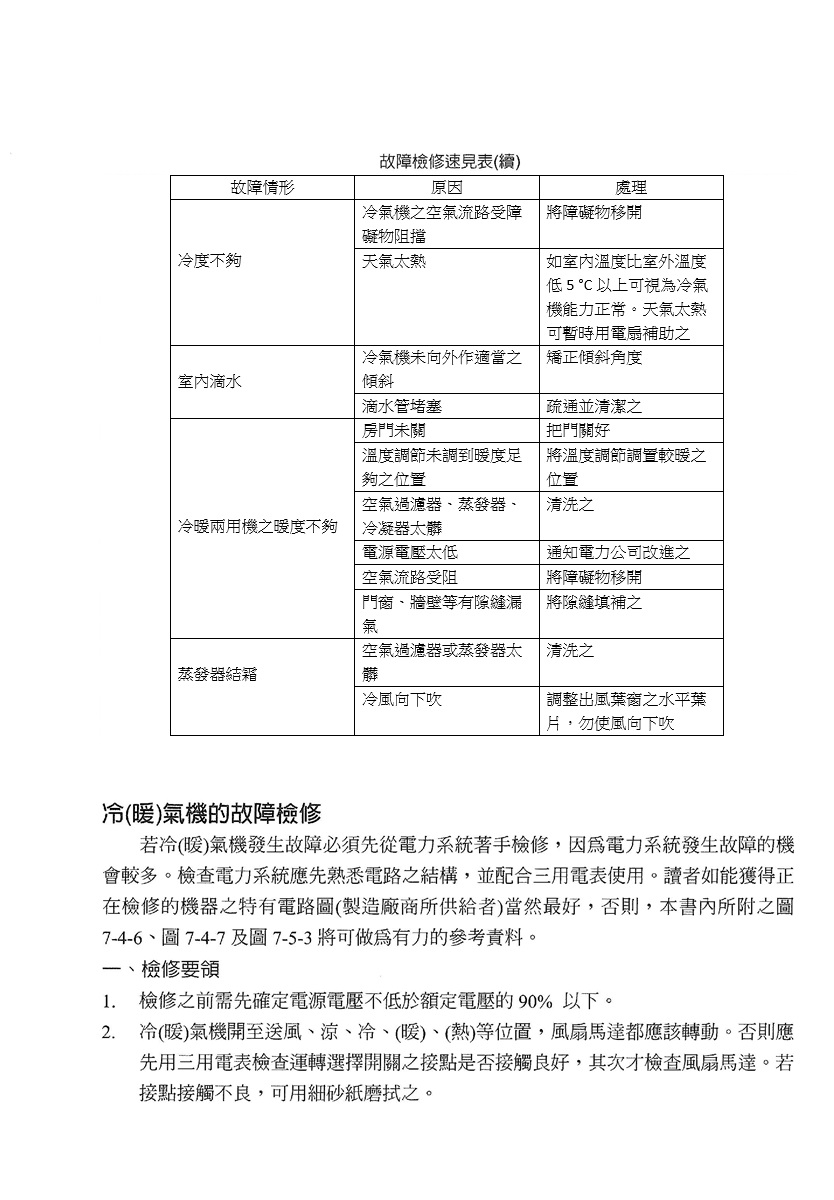 故障檢修速見表(續)
故障情形 原因 處理
冷度不夠
冷氣機之空氣流路受障
礙物阻擋
將障礙物移開
天氣太熱
如室內溫度比室外溫度
低 5 °C 以上可視為冷氣
機能力正常。天氣太熱
可暫時用電扇補助之
室內滴水
冷氣機未向外作適當之
傾斜
矯正傾斜角度
滴水管堵塞
疏通並清潔之
冷暖兩用機之暖度不夠
房門未關
把門關好
溫度調節未調到暖度足
夠之位置
將溫度調節調置較暖之
位置
空氣過濾器、蒸發器、
冷凝器太髒
清洗之
電源電壓太低
通知電力公司改進之
空氣流路受阻
將障礙物移開
門窗、牆壁等有隙縫漏
氣
將隙縫填補之
蒸發器結霜
空氣過濾器或蒸發器太
髒
清洗之
冷風向下吹
調整出風葉窗之水平葉
片，勿使風向下吹
冷(暖)氣機的故障檢修
若冷(暖)氣機發生故障必須先從電力系統著手檢修，因為電力系統發生故障的機
會較多。檢查電力系統應先熟悉電路之結構，並配合三用電表使用。讀者如能獲得正
在檢修的機器之特有電路圖(製造廠商所供給者)當然最好，否則，本書內所附之圖
7-4-6、圖 7-4-7 及圖 7-5-3 將可做為有力的參考資料。
一、檢修要領
1. 檢修之前需先確定電源電壓不低於額定電壓的 90% 以下。
2. 冷(暖)氣機開至送風、涼、冷、(暖)、(熱)等位置，風扇馬達都應該轉動。否則應
先用三用電表檢查運轉選擇開關之接點是否接觸良好，其次才檢查風扇馬達。若
接點接觸不良，可用細砂紙磨拭之。